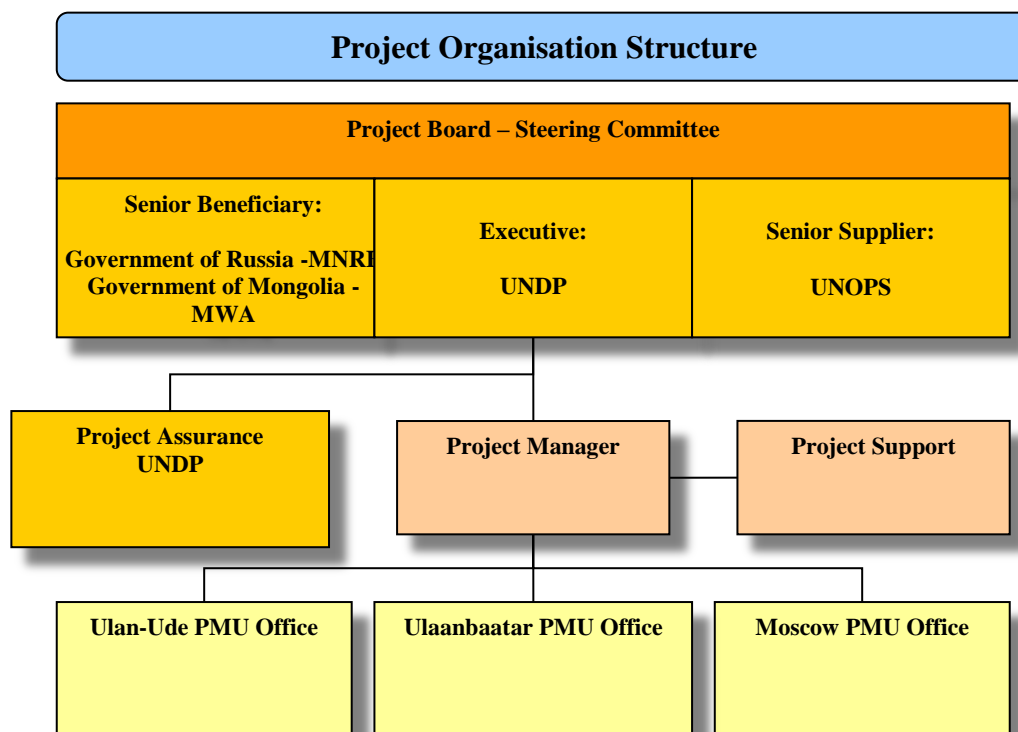 Project Organisation Structure
Project Board – Steering Committee
Senior Beneficiary:
Government of Russia -MNRE
Government of Mongolia -
MWA
Executive:
UNDP
Senior Supplier:
UNOPS
Project Assurance
UNDP
Project Manager
Project Support
Ulan-Ude PMU Office
Ulaanbaatar PMU Office
Moscow PMU Office